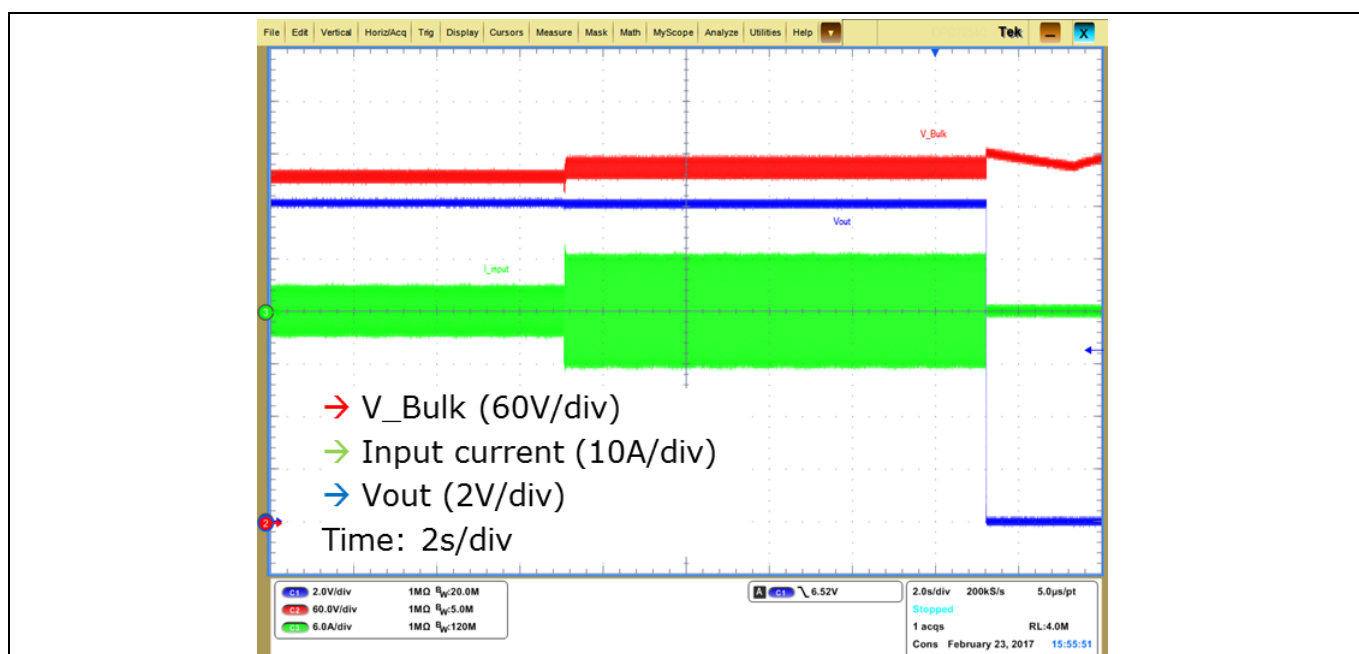 File Edit Vertical Horiz/Acq Trig Display Cursors Measure Mask Math MyScope Analyze Utilities Help Tek X
V_Bulk
Vout
I_input
3
→ V_Bulk (60V/div)
→ Input current (10A/div)
→ Vout (2V/div)
2
Time: 2s/div
C1 2.0V/div 1MΩ BW:20.0M
C2 60.0V/div 1MΩ BW:5.0M
C3 6.0A/div 1MΩ BW:120M
A C1 6.52V
2.0s/div 200kS/s 5.0µs/pt
Stopped
1 acqs RL:4.0M
Cons February 23, 2017 15:55:51